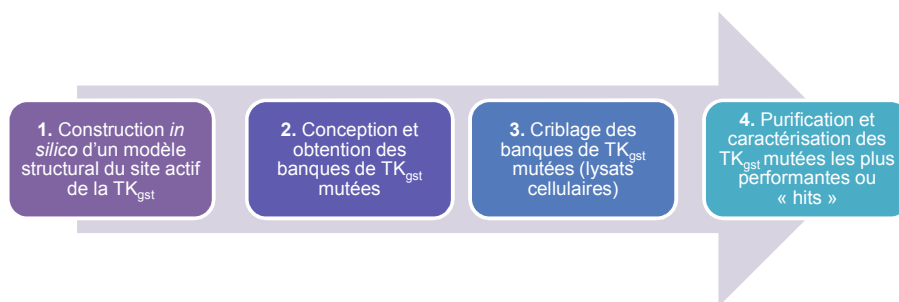 1. Construction in
silico d'un modèle
structural du site actif
de la TKgst
2. Conception et
obtention des
banques de TKgst
mutées
3. Criblage des
banques de TKgst
mutées (lysats
cellulaires)
4. Purification et
caractérisation des
TKgst mutées les plus
performantes ou
« hits »